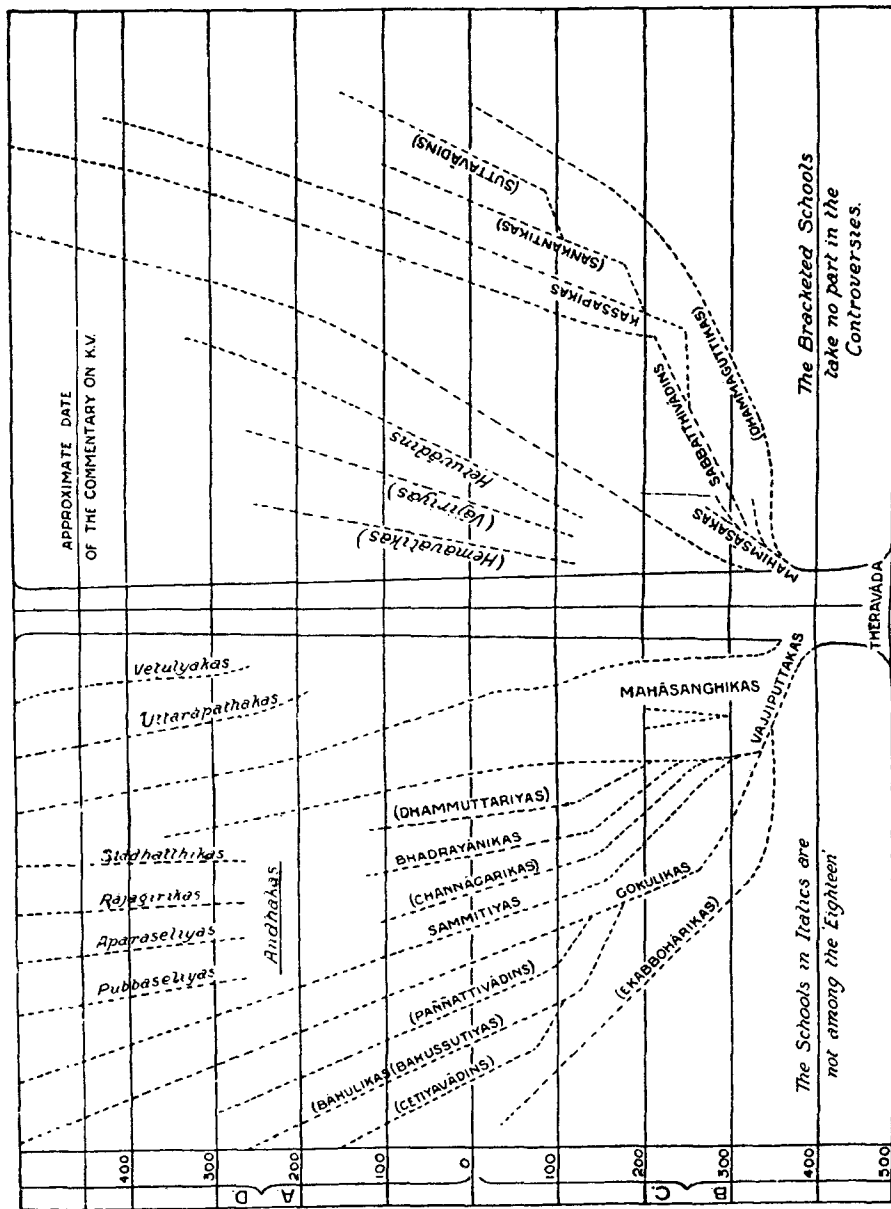 APPROXIMATE DATE
OF THE COMMENTARY ON K.V.
Vetulyakas
Uttarāpathakas
Siddhatthikas
Rājagirikas
Aparaseliyas
Pubbaseliyas
Andhakas
Hetuvādins
(Vājiriyas)
(Hemavatikas)
(SUTTAVĀDINS)
(SANKANTIKAS)
KASSAPIKAS
SABBATTHIVĀDINS
(DHAMMAGUTTIKAS)
MAHIMSĀSAKAS
MAHĀSANGHIKAS
VAJJIPUTTAKAS
(DHAMMUTTARIYAS)
BHADRAYĀNIKAS
(CHANNĀGARIKAS)
SAMMITIYAS
GOKULIKAS
(PAÑÑATTIVĀDINS)
(BAHULIKAS(BAHUSSUTIYAS)
(CETIYAVĀDINS)
(EKABBOHĀRIKAS)
THERAVĀDA
The Bracketed Schools
take no part in the
Controversies.
The Schools in Italics are
not among the 'Eighteen'
400
300
200
100
0
100
200
300
400
500
A. D.
B. C.